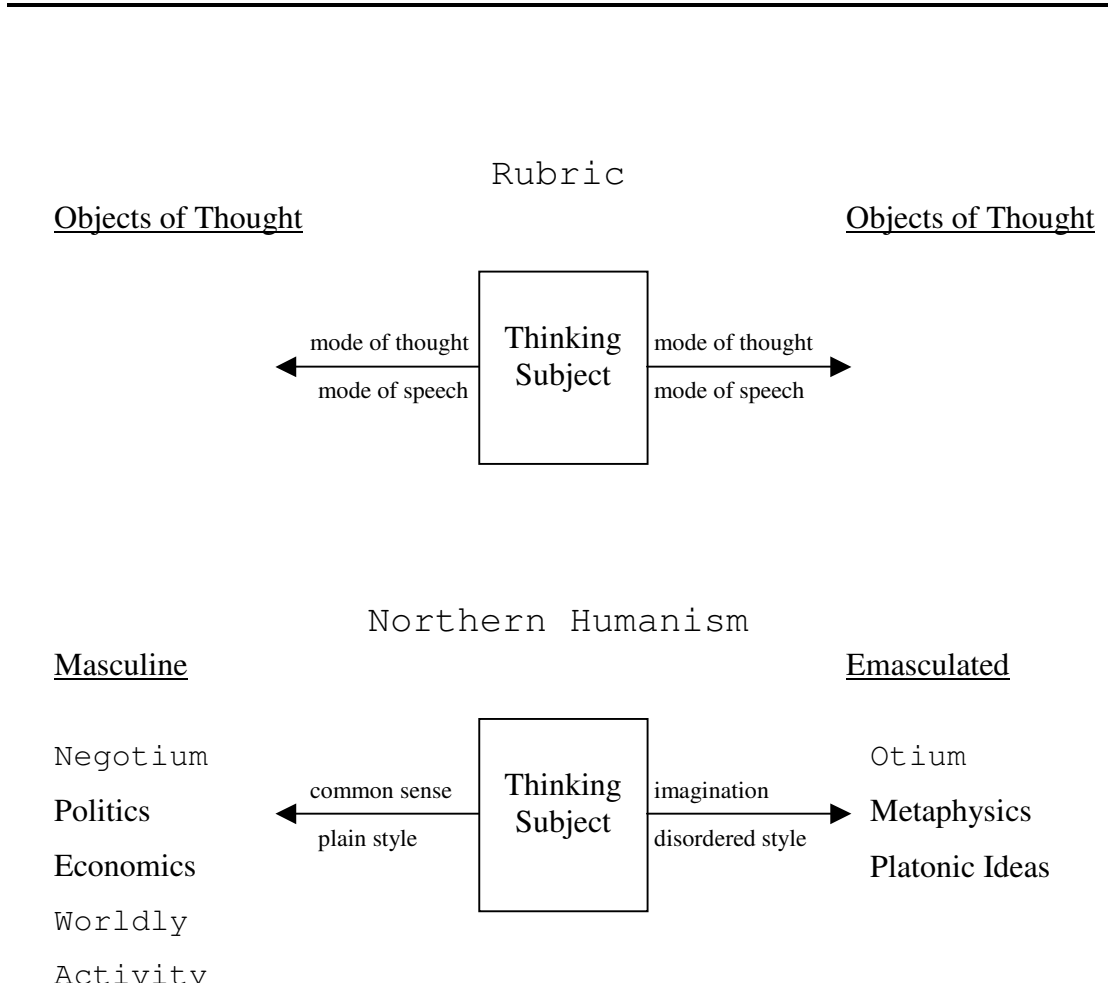 Rubric
Objects of Thought
Objects of Thought
mode of thought
mode of speech
Thinking
Subject
mode of thought
mode of speech
Northern Humanism
Masculine
Emasculated
Negotium
Politics
Economics
Worldly
Activity
common sense
plain style
Thinking
Subject
imagination
disordered style
Otium
Metaphysics
Platonic Ideas